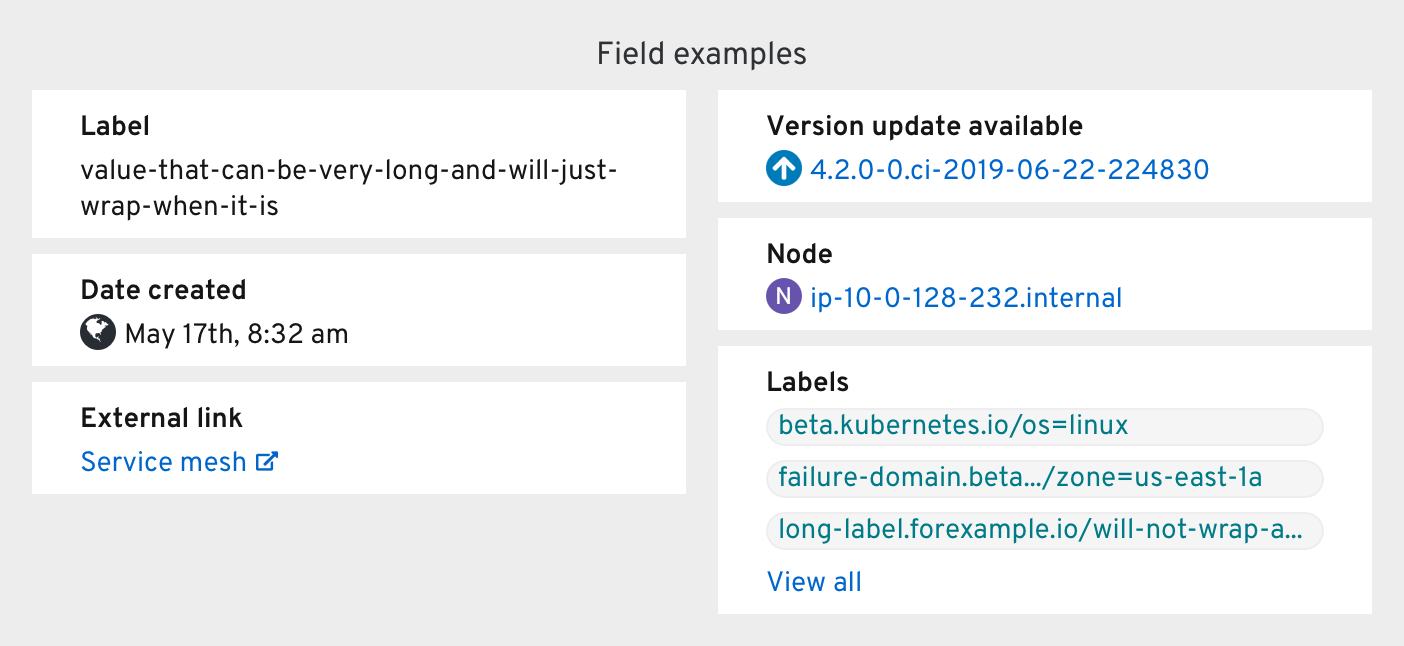 Field examples
Label
value-that-can-be-very-long-and-will-just-
wrap-when-it-is
Date created
May 17th, 8:32 am
External link
Service mesh
Version update available
4.2.0-0.ci-2019-06-22-224830
Node
N ip-10-0-128-232.internal
Labels
beta.kubernetes.io/os=linux
failure-domain.beta.../zone=us-east-1a
long-label.forexample.io/will-not-wrap-a...
View all